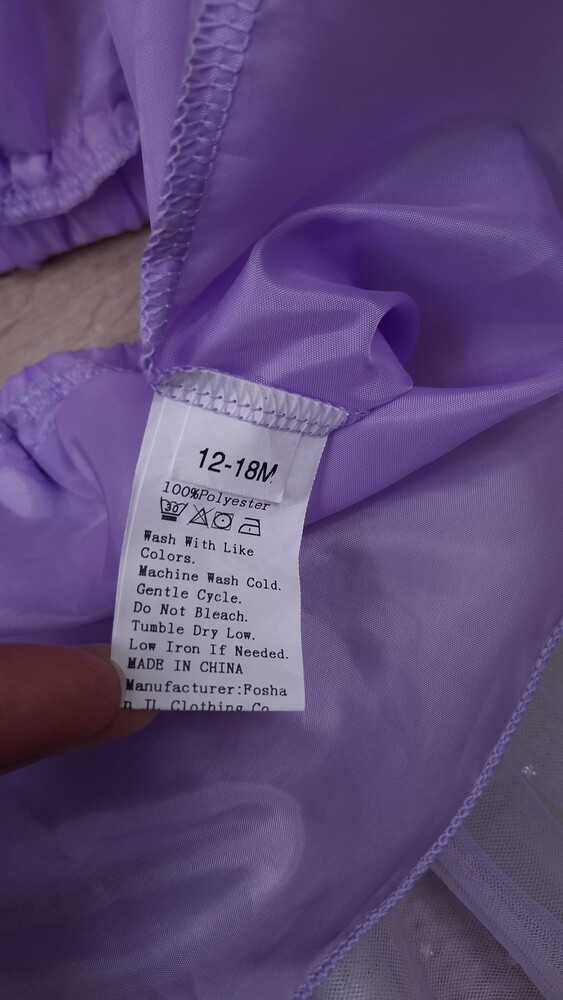 12-18M
100%Polyester
30
Wash With Like
Colors.
Machine Wash Cold.
Gentle Cycle.
Do Not Bleach.
Tumble Dry Low.
Low Iron If Needed.
MADE IN CHINA
Manufacturer:Fosha
n JL Clothing Co